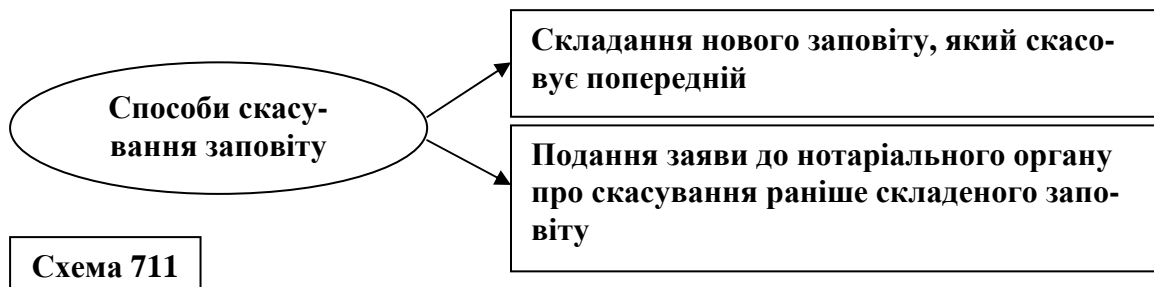 Способи скасу-
вання заповіту
Складання нового заповіту, який скасо-
вує попередній
Подання заяви до нотаріального органу
про скасування раніше складеного запо-
віту
Схема 711